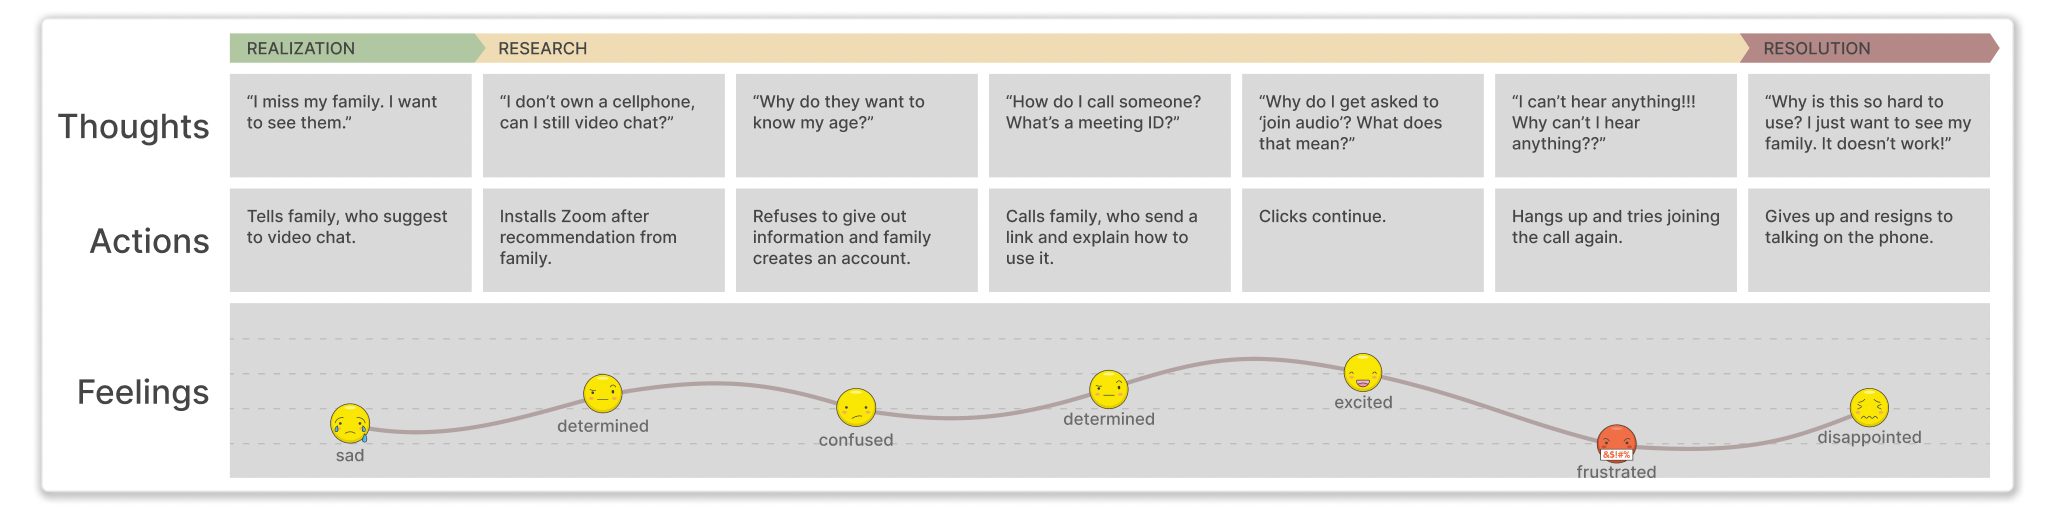 REALIZATION
RESEARCH
RESOLUTION
Thoughts
“I miss my family. I want
to see them.”
“I don’t own a cellphone,
can I still video chat?”
“Why do they want to
know my age?”
“How do I call someone?
What’s a meeting ID?”
“Why do I get asked to
‘join audio’? What does
that mean?”
“I can’t hear anything!!!
Why can’t I hear
anything??”
“Why is this so hard to
use? I just want to see my
family. It doesn’t work!”
Actions
Tells family, who suggest
to video chat.
Installs Zoom after
recommendation from
family.
Refuses to give out
information and family
creates an account.
Calls family, who send a
link and explain how to
use it.
Clicks continue.
Hangs up and tries joining
the call again.
Gives up and resigns to
talking on the phone.
Feelings
sad
determined
confused
determined
excited
&$!#%
frustrated
disappointed